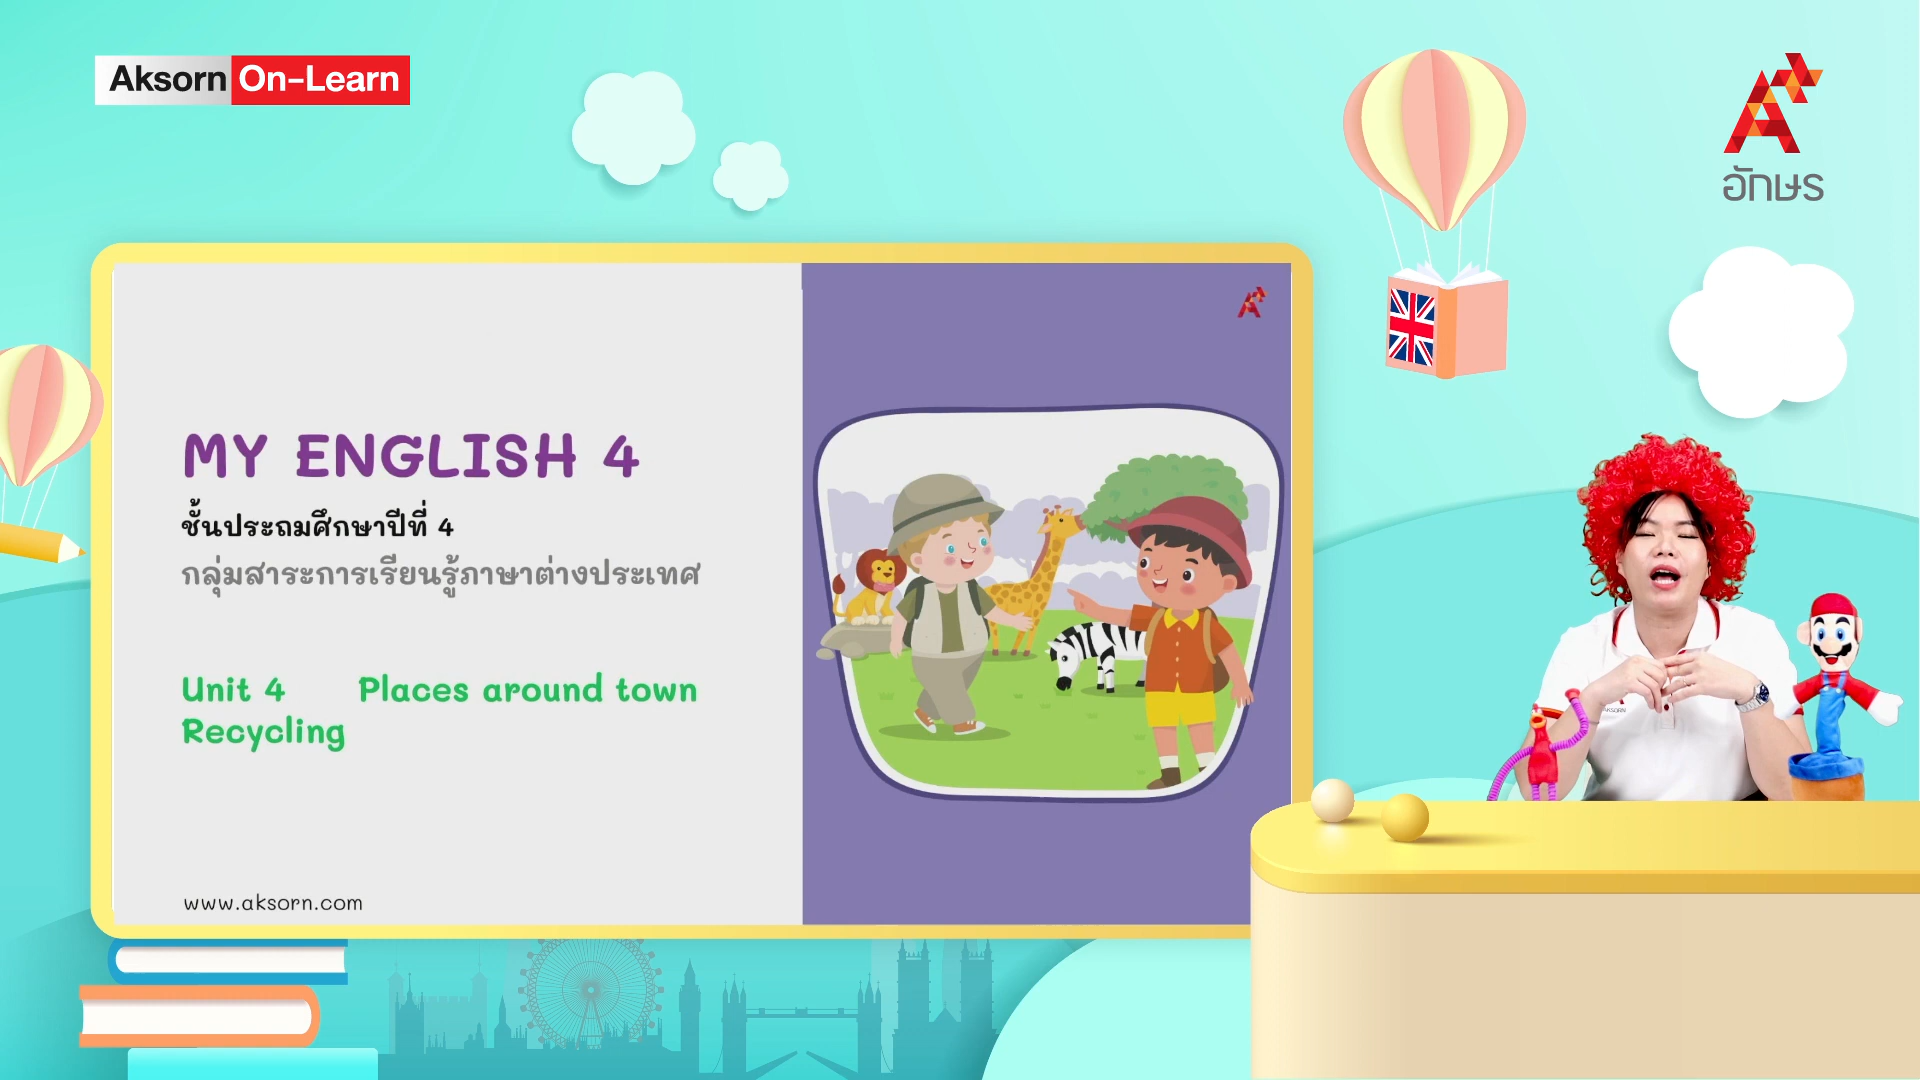 Aksorn On-Learn
อักษร
MY ENGLISH 4
ชั้นประถมศึกษาปีที่ 4
กลุ่มสาระการเรียนรู้ภาษาต่างประเทศ
Unit 4 Places around town
Recycling
www.aksorn.com
AKSORN